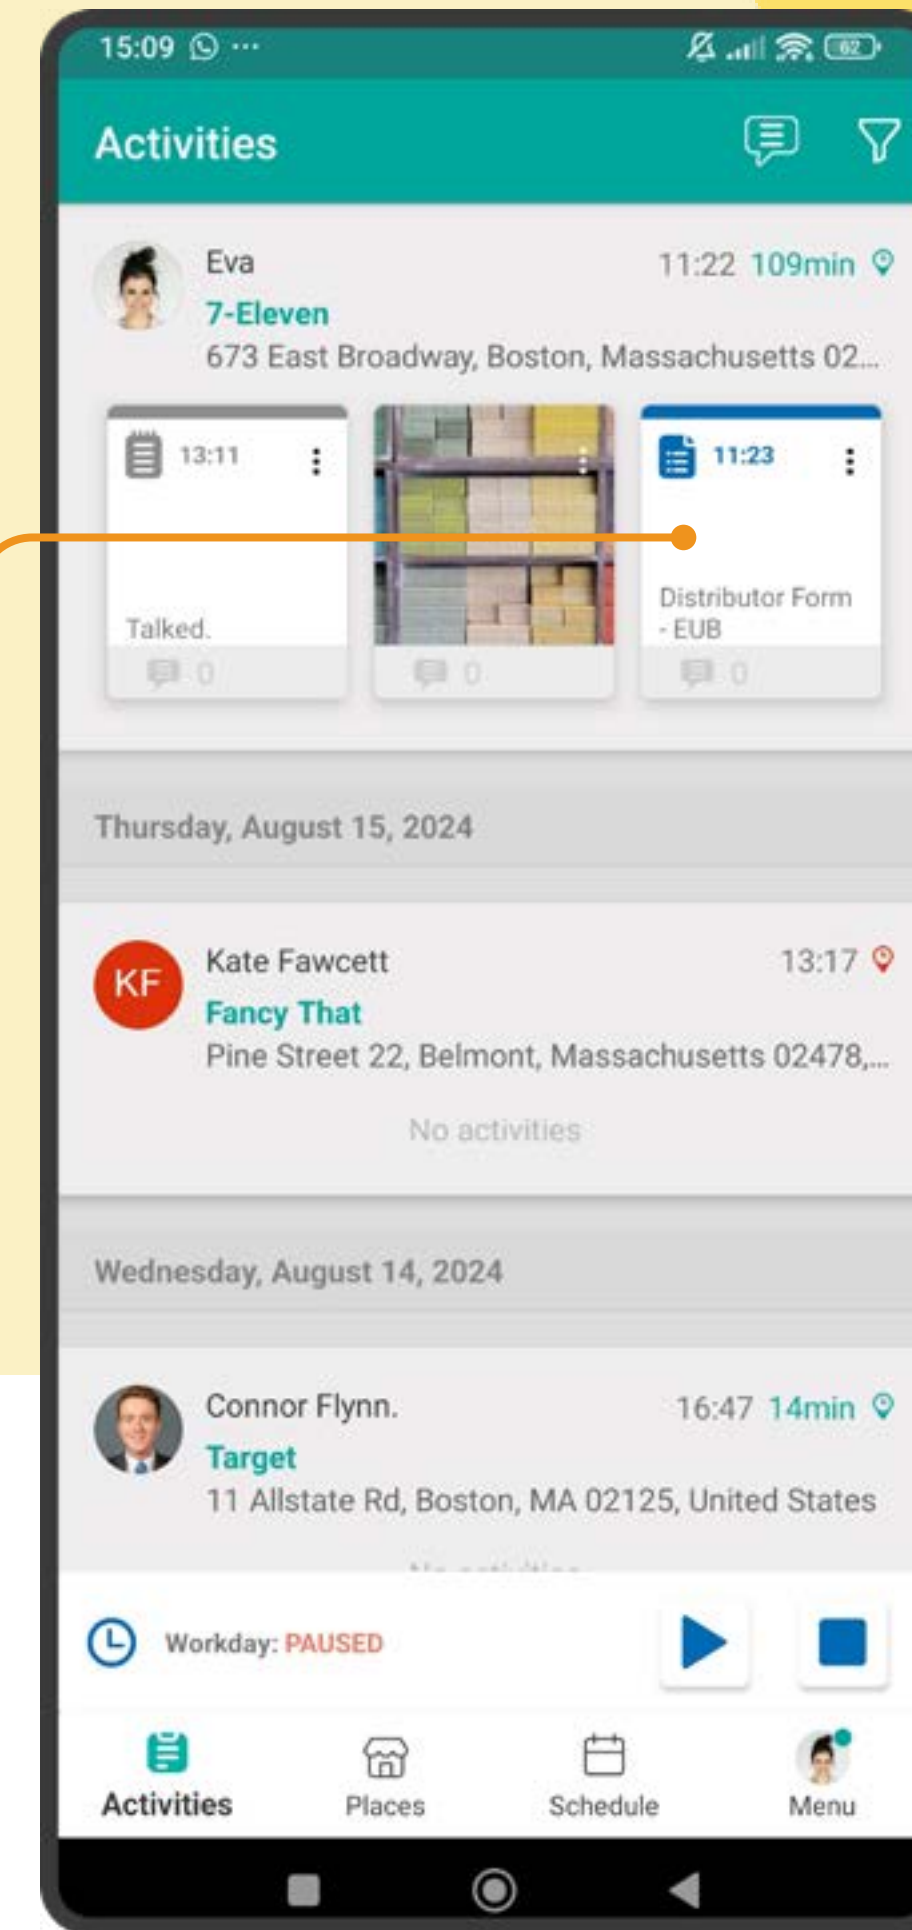 15:09
62
Activities
Eva
11:22 109min
7-Eleven
673 East Broadway, Boston, Massachusetts 02...
13:11
11:23
Talked.
Distributor Form
- EUB
0
0
0
Thursday, August 15, 2024
KF
Kate Fawcett
13:17
Fancy That
Pine Street 22, Belmont, Massachusetts 02478,...
No activities
Wednesday, August 14, 2024
Connor Flynn.
16:47 14min
Target
11 Allstate Rd, Boston, MA 02125, United States
No activities
Workday: PAUSED
Activities
Places
Schedule
Menu